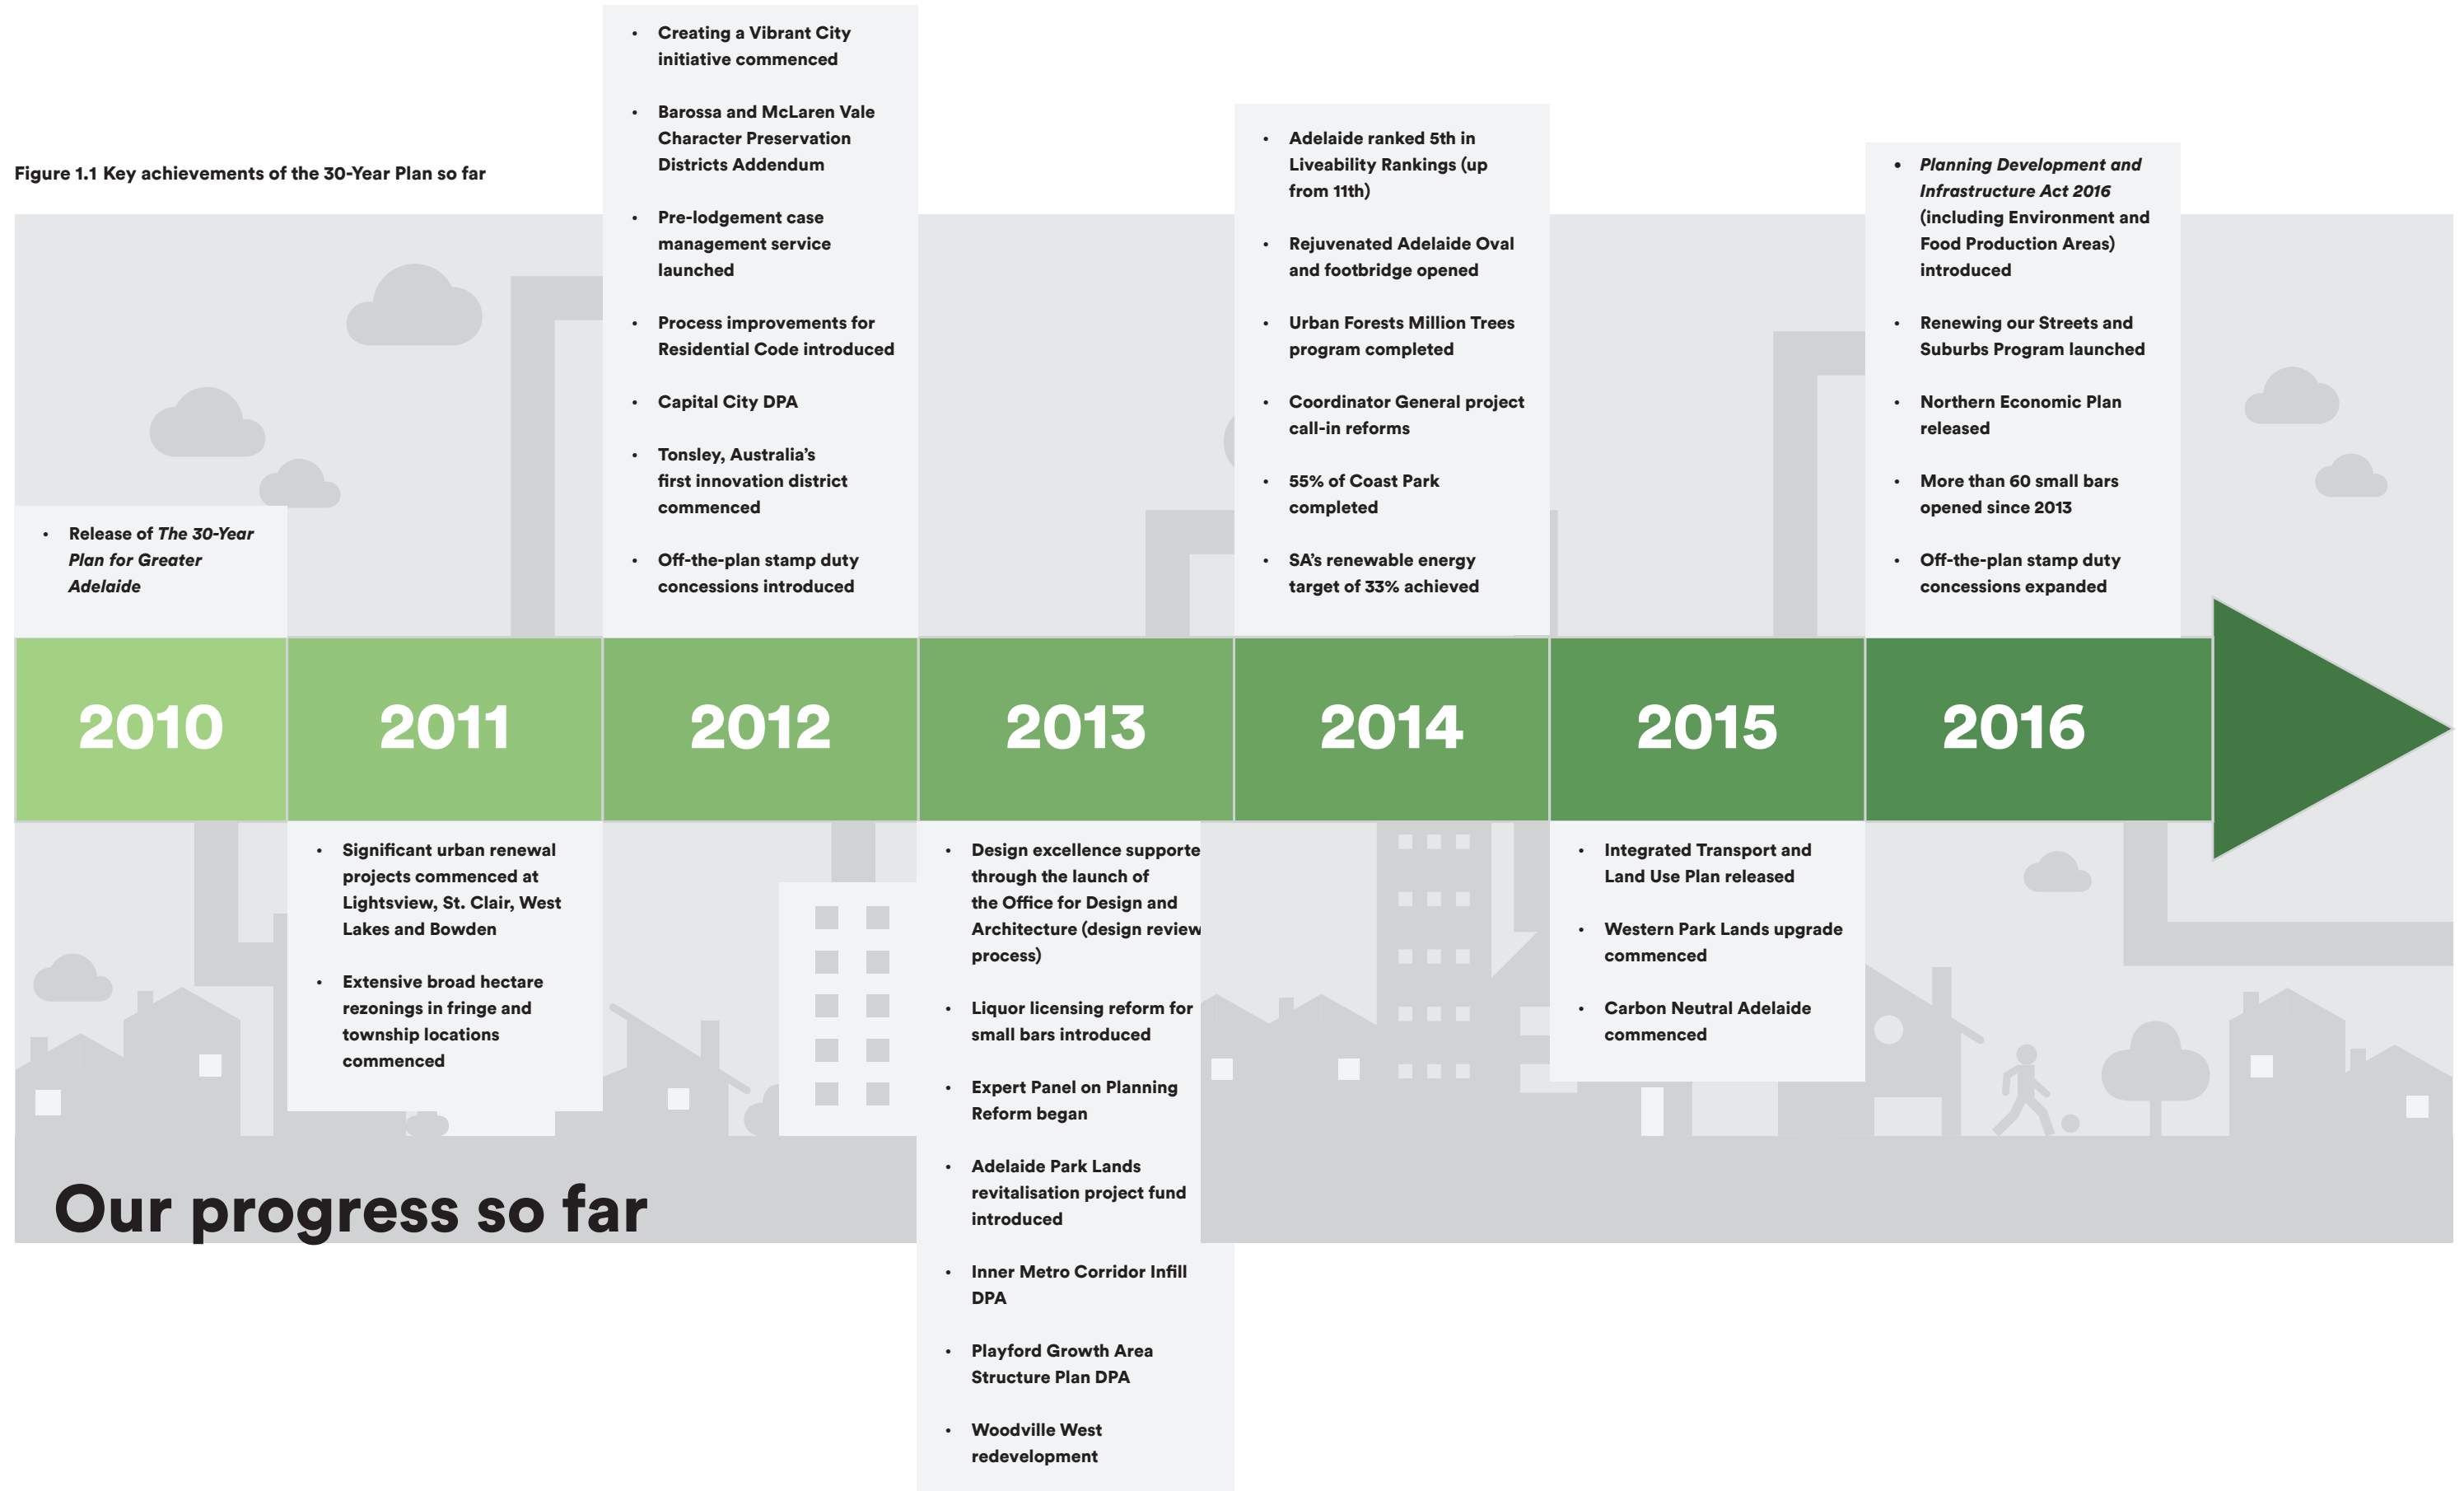 Figure 1.1 Key achievements of the 30-Year Plan so far
• Release of The 30-Year
Plan for Greater
Adelaide
2010
2011
• Significant urban renewal
projects commenced at
Lightsview, St. Clair, West
Lakes and Bowden
• Extensive broad hectare
rezonings in fringe and
township locations
commenced
• Creating a Vibrant City
initiative commenced
• Barossa and McLaren Vale
Character Preservation
Districts Addendum
• Pre-lodgement case
management service
launched
• Process improvements for
Residential Code introduced
• Capital City DPA
• Tonsley, Australia's
first innovation district
commenced
• Off-the-plan stamp duty
concessions introduced
2012
2013
• Design excellence supporte
through the launch of
the Office for Design and
Architecture (design review
process)
• Liquor licensing reform for
small bars introduced
• Expert Panel on Planning
Reform began
• Adelaide Park Lands
revitalisation project fund
introduced
• Inner Metro Corridor Infill
DPA
• Playford Growth Area
Structure Plan DPA
• Woodville West
redevelopment
• Adelaide ranked 5th in
Liveability Rankings (up
from 11th)
• Rejuvenated Adelaide Oval
and footbridge opened
• Urban Forests Million Trees
program completed
• Coordinator General project
call-in reforms
• 55% of Coast Park
completed
• SA's renewable energy
target of 33% achieved
2014
2015
• Integrated Transport and
Land Use Plan released
• Western Park Lands upgrade
commenced
• Carbon Neutral Adelaide
commenced
• Planning Development and
Infrastructure Act 2016
(including Environment and
Food Production Areas)
introduced
• Renewing our Streets and
Suburbs Program launched
• Northern Economic Plan
released
• More than 60 small bars
opened since 2013
• Off-the-plan stamp duty
concessions expanded
2016
Our progress so far